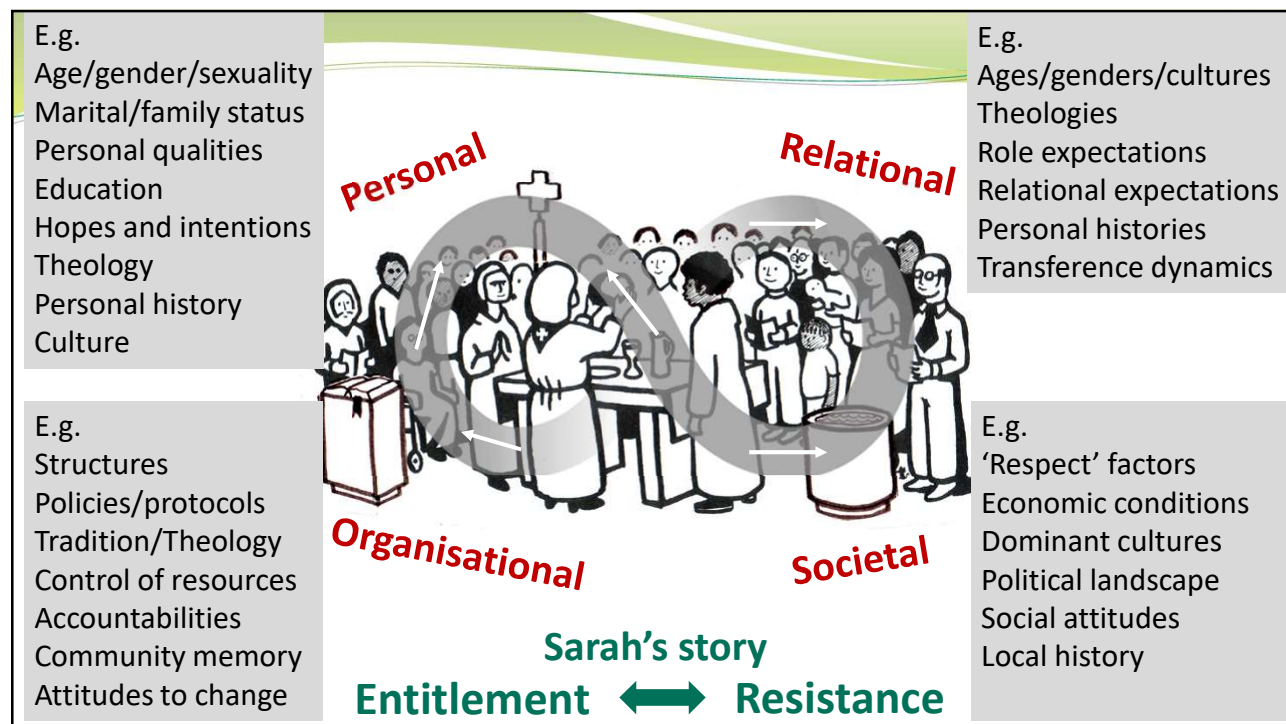 E.g.
Age/gender/sexuality
Marital/family status
Personal qualities
Education
Hopes and intentions
Theology
Personal history
Culture
E.g.
Ages/genders/cultures
Theologies
Role expectations
Relational expectations
Personal histories
Transference dynamics
Personal
Relational
E.g.
Structures
Policies/protocols
Tradition/Theology
Control of resources
Accountabilities
Community memory
Attitudes to change
E.g.
‘Respect’ factors
Economic conditions
Dominant cultures
Political landscape
Social attitudes
Local history
Organisational
Societal
Sarah’s story
Entitlement Resistance